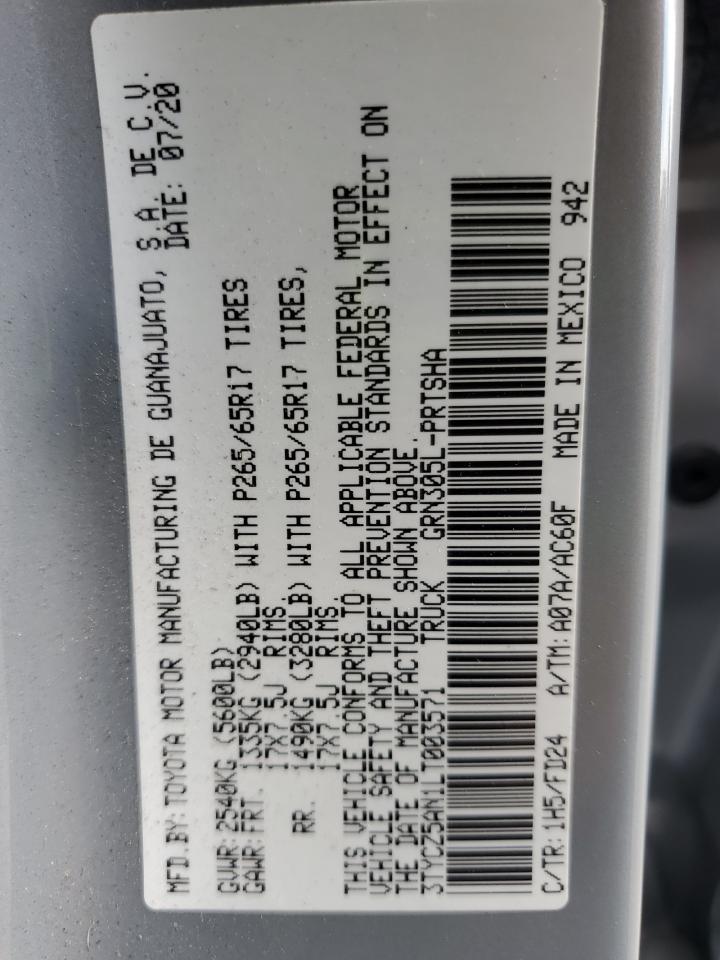 MFD.BY:TOYOTA MOTOR MANUFACTURING DE GUANAJUATO, S.A. DE C.V.
DATE: 07/20
GVWR:2540KG (5600LB)
GAWR:FRT. 1335KG (2940LB) WITH P265/65R17 TIRES
17X7.5J RIMS.
RR. 1490KG (3280LB) WITH P265/65R17 TIRES,
17X7.5J RIMS.
THIS VEHICLE CONFORMS TO ALL APPLICABLE FEDERAL MOTOR
VEHICLE SAFETY AND THEFT PREVENTION STANDARDS IN EFFECT ON
THE DATE OF MANUFACTURE SHOWN ABOVE.
3TYCZ5AN1LT003571 TRUCK GRN305L-PRTSHA
C/TR:1H5/FD24 A/TM:A07A/AC60F MADE IN MEXICO 942